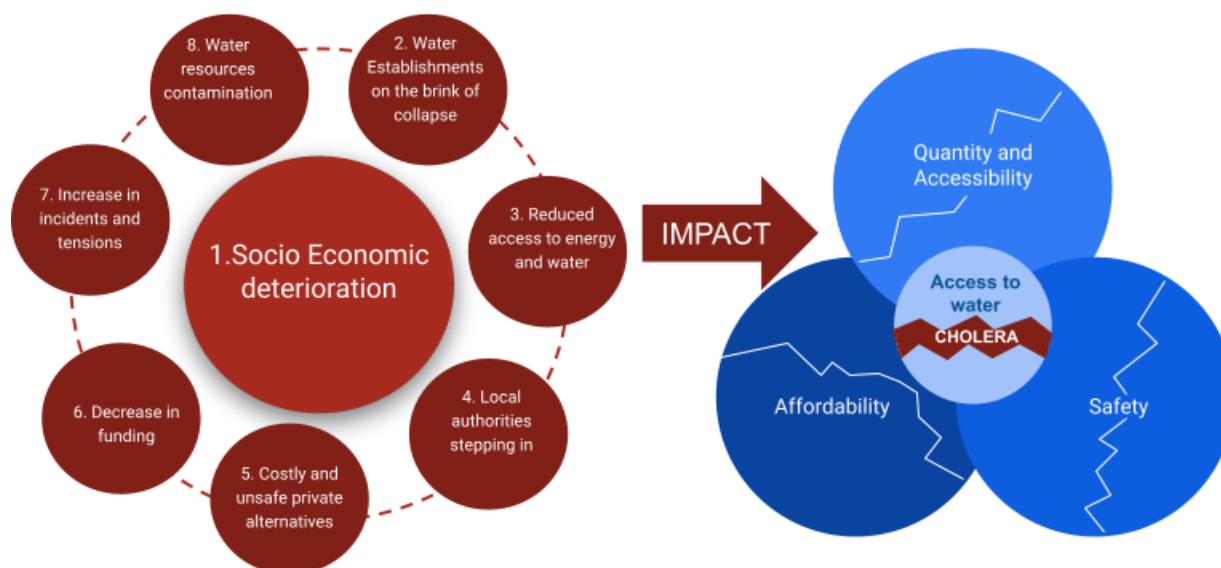 1.Socio Economic
deterioration
2. Water
Establishments
on the brink of
collapse
3. Reduced
access to energy
and water
4. Local
authorities
stepping in
5. Costly and
unsafe private
alternatives
6. Decrease in
funding
7. Increase in
incidents and
tensions
8. Water
resources
contamination
IMPACT
Quantity and
Accessibility
Access to
water
CHOLERA
Affordability
Safety